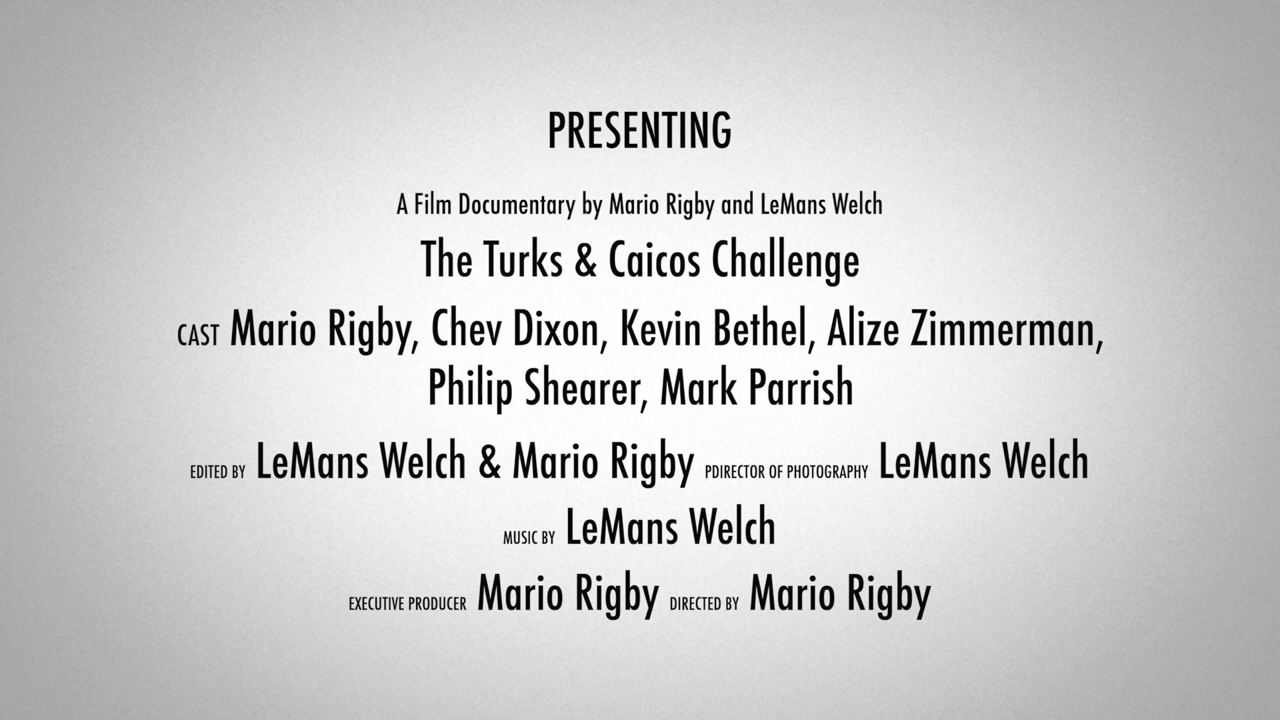 PRESENTING
A Film Documentary by Mario Rigby and LeMans Welch
The Turks & Caicos Challenge
CAST Mario Rigby, Chev Dixon, Kevin Bethel, Alize Zimmerman,
Philip Shearer, Mark Parrish
EDITED BY LeMans Welch & Mario Rigby PDIRECTOR OF PHOTOGRAPHY LeMans Welch
MUSIC BY LeMans Welch
EXECUTIVE PRODUCER Mario Rigby DIRECTED BY Mario Rigby